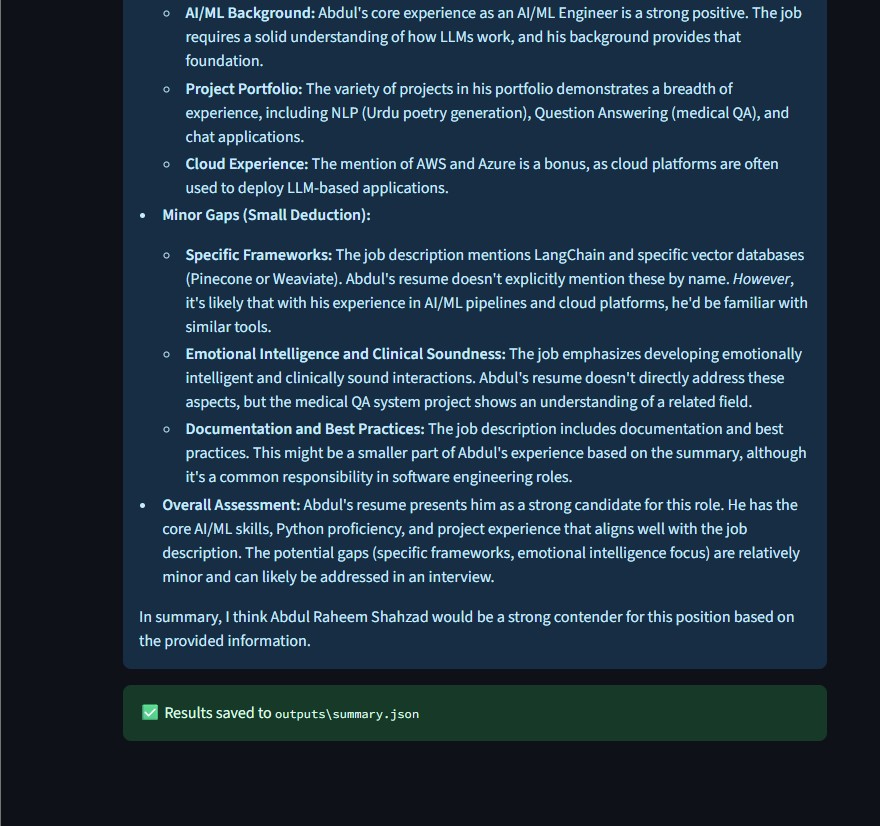 AI/ML Background: Abdul's core experience as an AI/ML Engineer is a strong positive. The job
requires a solid understanding of how LLMs work, and his background provides that
foundation.
Project Portfolio: The variety of projects in his portfolio demonstrates a breadth of
experience, including NLP (Urdu poetry generation), Question Answering (medical QA), and
chat applications.
Cloud Experience: The mention of AWS and Azure is a bonus, as cloud platforms are often
used to deploy LLM-based applications.
Minor Gaps (Small Deduction):
Specific Frameworks: The job description mentions LangChain and specific vector databases
(Pinecone or Weaviate). Abdul's resume doesn't explicitly mention these by name. However,
it's likely that with his experience in AI/ML pipelines and cloud platforms, he'd be familiar with
similar tools.
Emotional Intelligence and Clinical Soundness: The job emphasizes developing emotionally
intelligent and clinically sound interactions. Abdul's resume doesn't directly address these
aspects, but the medical QA system project shows an understanding of a related field.
Documentation and Best Practices: The job description includes documentation and best
practices. This might be a smaller part of Abdul's experience based on the summary, although
it's a common responsibility in software engineering roles.
Overall Assessment: Abdul's resume presents him as a strong candidate for this role. He has the
core AI/ML skills, Python proficiency, and project experience that aligns well with the job
description. The potential gaps (specific frameworks, emotional intelligence focus) are relatively
minor and can likely be addressed in an interview.
In summary, I think Abdul Raheem Shahzad would be a strong contender for this position based on
the provided information.
✅ Results saved to outputs\summary.json